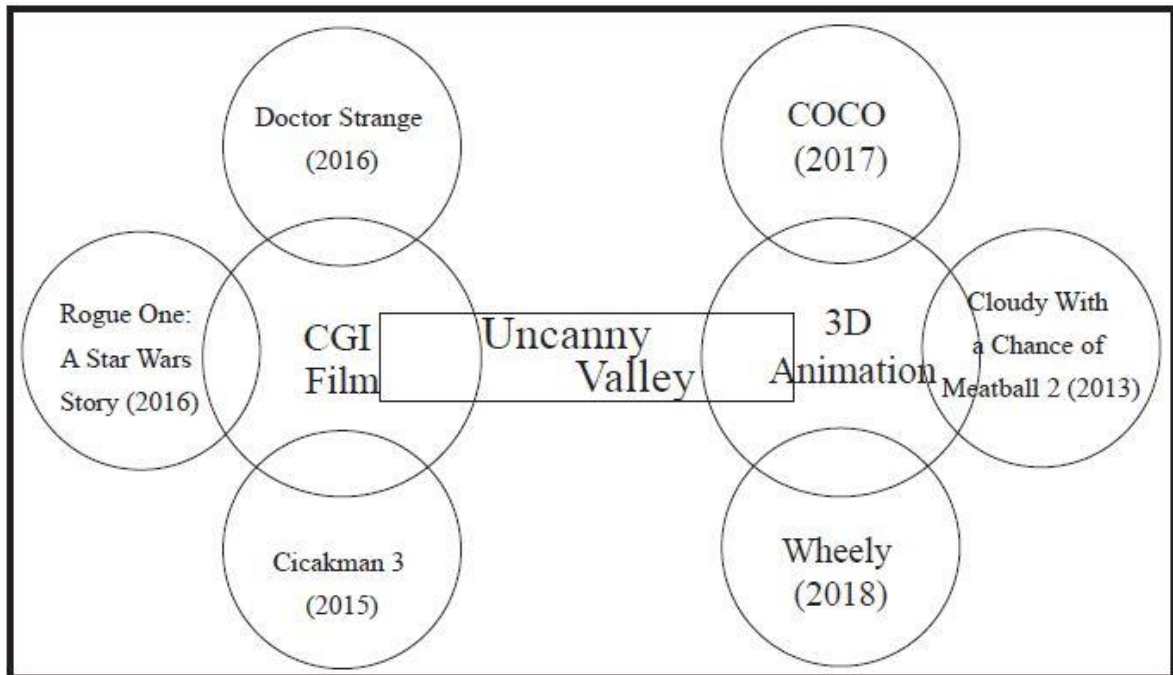 Doctor Strange
(2016)
COCO
(2017)
Rogue One:
A Star Wars
Story (2016)
CGI
Film
Uncanny
Valley
3D
Animation
Cloudy With
a Chance of
Meatball 2 (2013)
Cicakman 3
(2015)
Wheely
(2018)